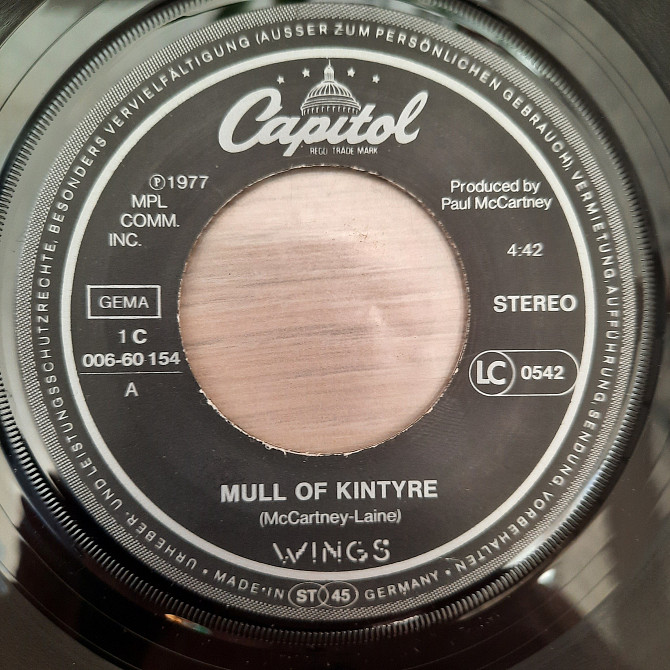 URHEBER- UND LEISTUNGSSCHUTZRECHTE, BESONDERS VERVIELFÄLTIGUNG (AUSSER ZUM PERSÖNLICHEN GEBRAUCH), VERMIETUNG, AUFFÜHRUNG, SENDUNG, VORBEHALTEN
Capitol
REG. TRADE MARK
℗1977
MPL
COMM.
INC.
Produced by
Paul McCartney
4:42
GEMA
STEREO
1 C
006-60 154
A
LC 0542
MULL OF KINTYRE
(McCartney-Laine)
WINGS
• MADE·IN ST 45 GERMANY •